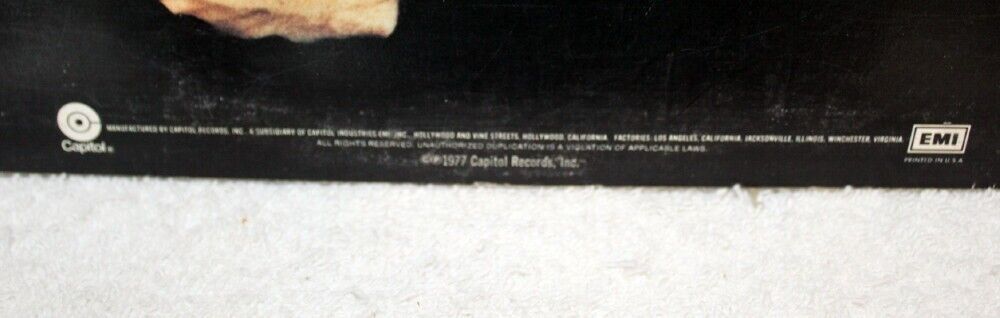 Capitol®
MANUFACTURED BY CAPITOL RECORDS, INC. A SUBSIDIARY OF CAPITOL INDUSTRIES-EMI, INC., HOLLYWOOD AND VINE STREETS, HOLLYWOOD, CALIFORNIA. FACTORIES: LOS ANGELES, CALIFORNIA, JACKSONVILLE, ILLINOIS, WINCHESTER, VIRGINIA
ALL RIGHTS RESERVED. UNAUTHORIZED DUPLICATION IS A VIOLATION OF APPLICABLE LAWS.
1977 Capitol Records, Inc.
EMI
PRINTED IN U.S.A.